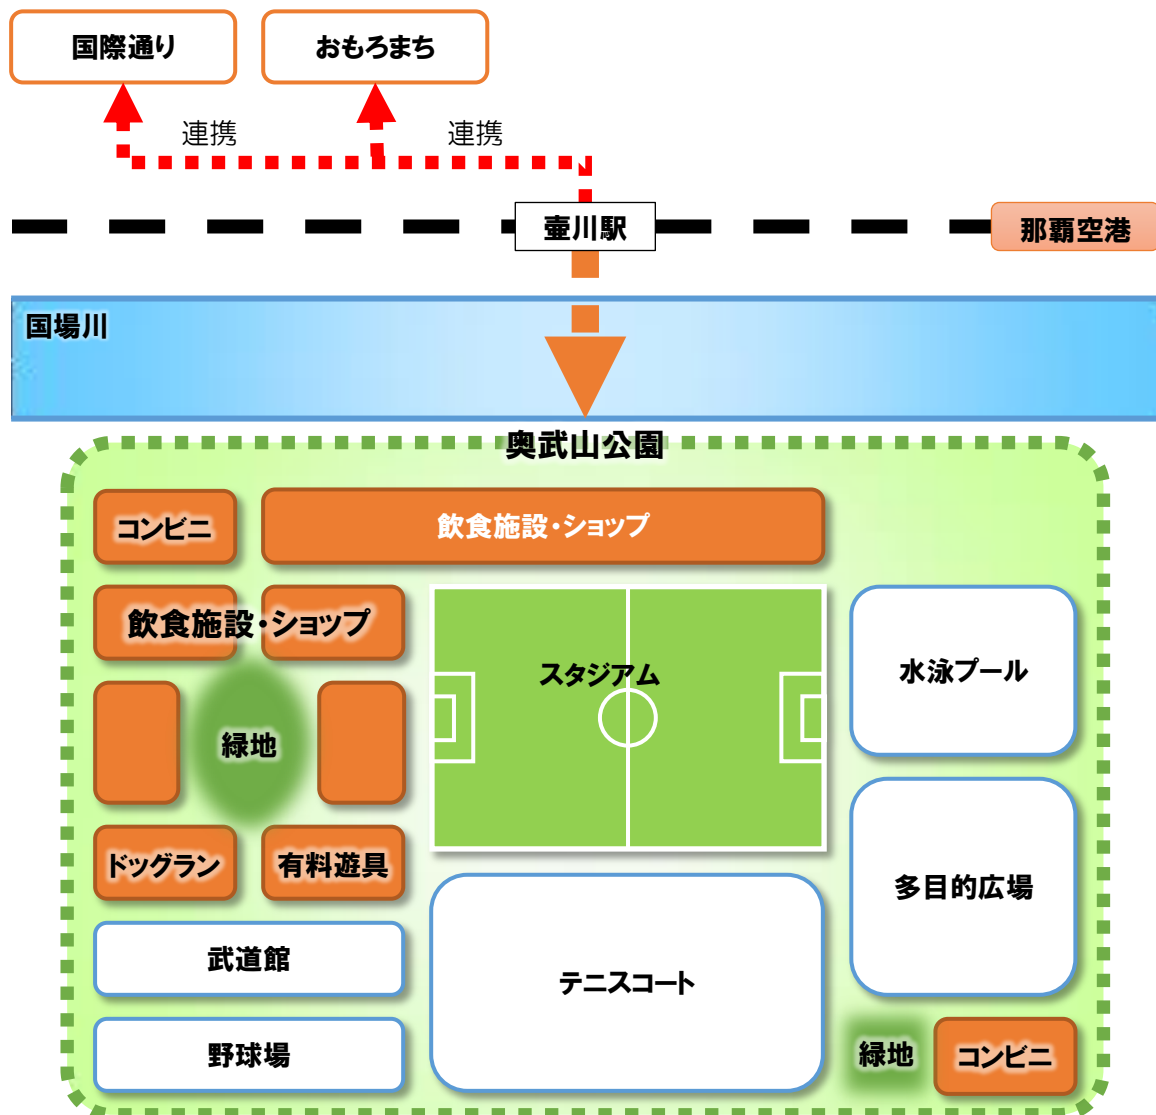 国際通り
おもろまち
連携
連携
壷川駅
那覇空港
国場川
奥武山公園
コンビニ
飲食施設・ショップ
飲食施設・ショップ
スタジアム
水泳プール
緑地
ドッグラン
有料遊具
多目的広場
武道館
テニスコート
野球場
緑地
コンビニ